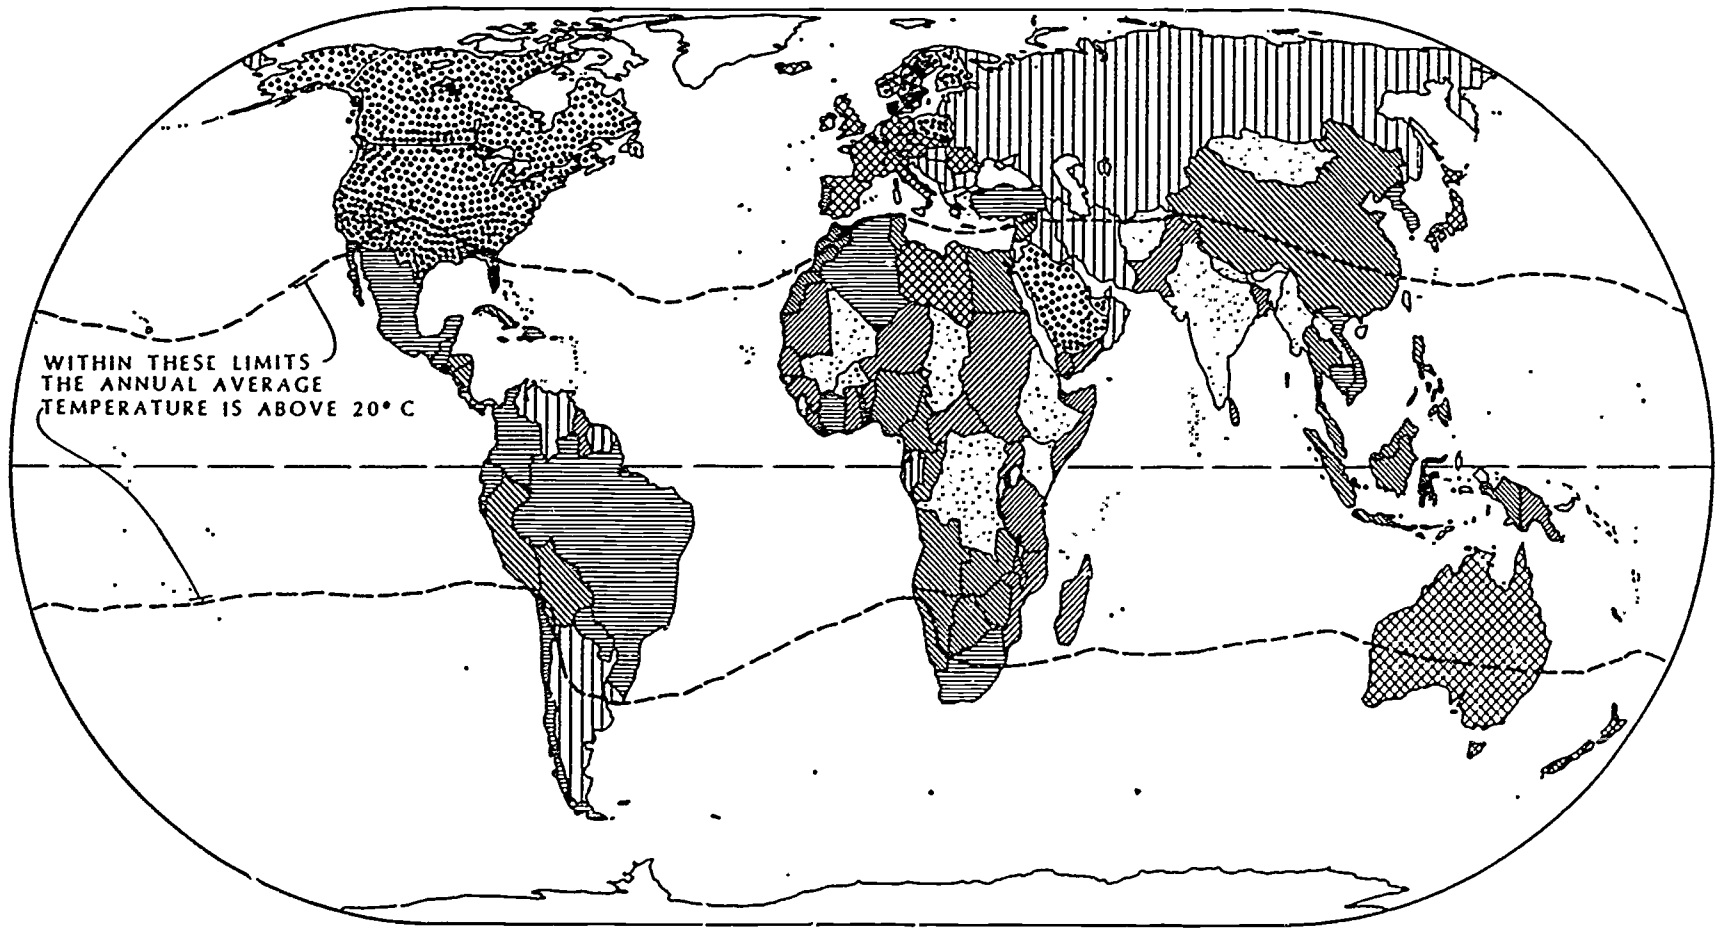 WITHIN THESE LIMITS
THE ANNUAL AVERAGE
TEMPERATURE IS ABOVE 20° C